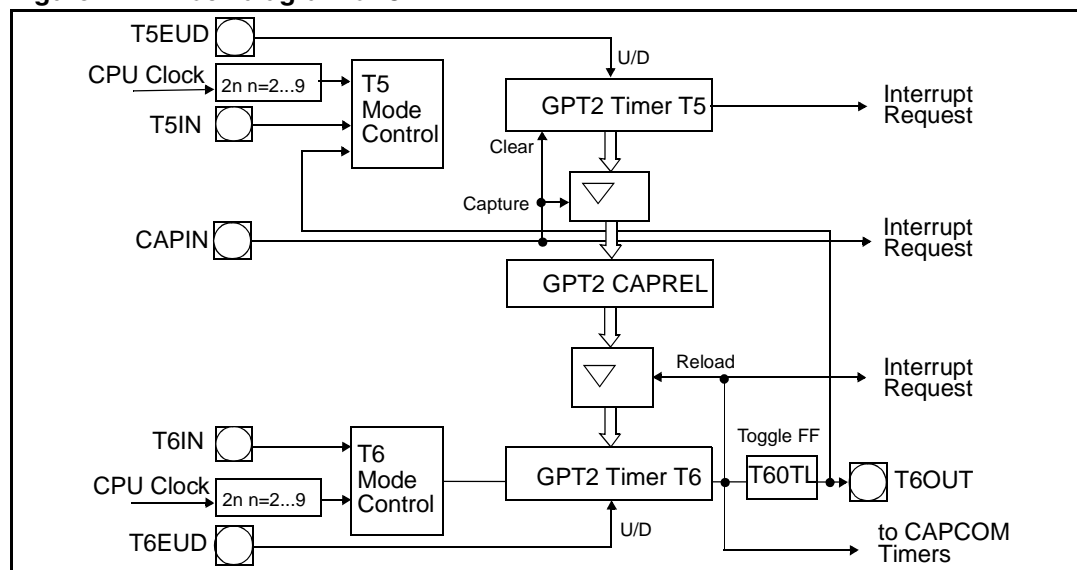 T5EUD
U/D
CPU Clock
2n n=2...9
T5
Mode
Control
GPT2 Timer T5
Interrupt
Request
T5IN
Clear
Capture
CAPIN
Interrupt
Request
GPT2 CAPREL
Reload
Interrupt
Request
T6IN
Toggle FF
T6
Mode
Control
GPT2 Timer T6
T60TL
T6OUT
CPU Clock
2n n=2...9
U/D
T6EUD
to CAPCOM
Timers